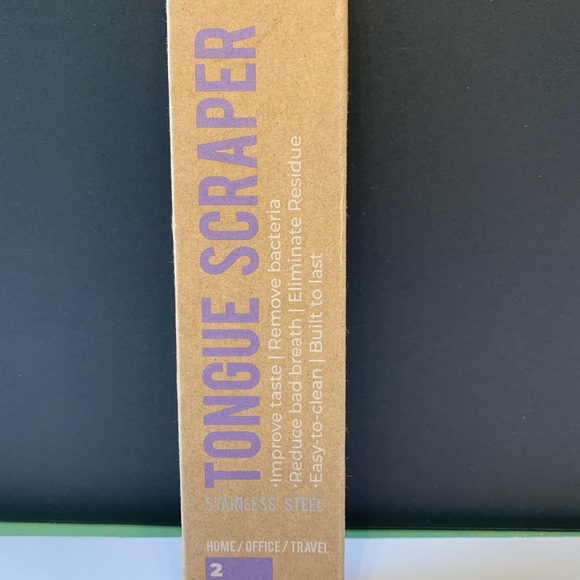 TONGUE SCRAPER
·Improve taste | Remove bacteria
·Reduce bad breath | Eliminate Residue
·Easy-to-clean | Built to last
STAINLESS STEEL
HOME/OFFICE/TRAVEL
2